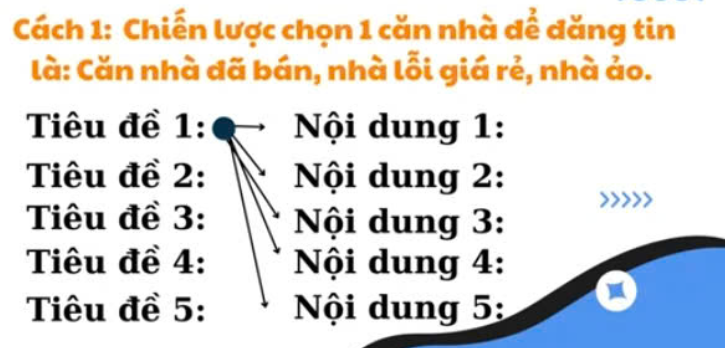 Cách 1: Chiến lược chọn 1 căn nhà để đăng tin
là: Căn nhà đã bán, nhà lỗi giá rẻ, nhà ảo.
Tiêu đề 1: Nội dung 1:
Tiêu đề 2: Nội dung 2:
Tiêu đề 3: Nội dung 3:
Tiêu đề 4: Nội dung 4:
Tiêu đề 5: Nội dung 5: